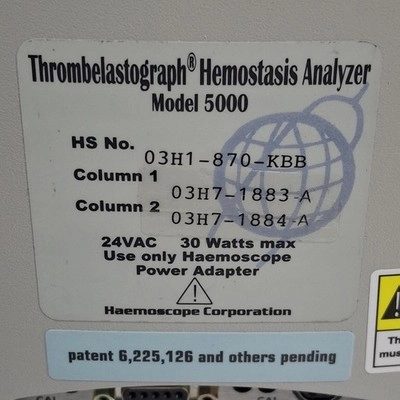 Thrombelastograph® Hemostasis Analyzer
Model 5000
HS No. 03H1-870-KBB
Column 1 03H7-1883-A
Column 2 03H7-1884-A
24VAC 30 Watts max
Use only Haemoscope
Power Adapter
Haemoscope Corporation
patent 6,225,126 and others pending